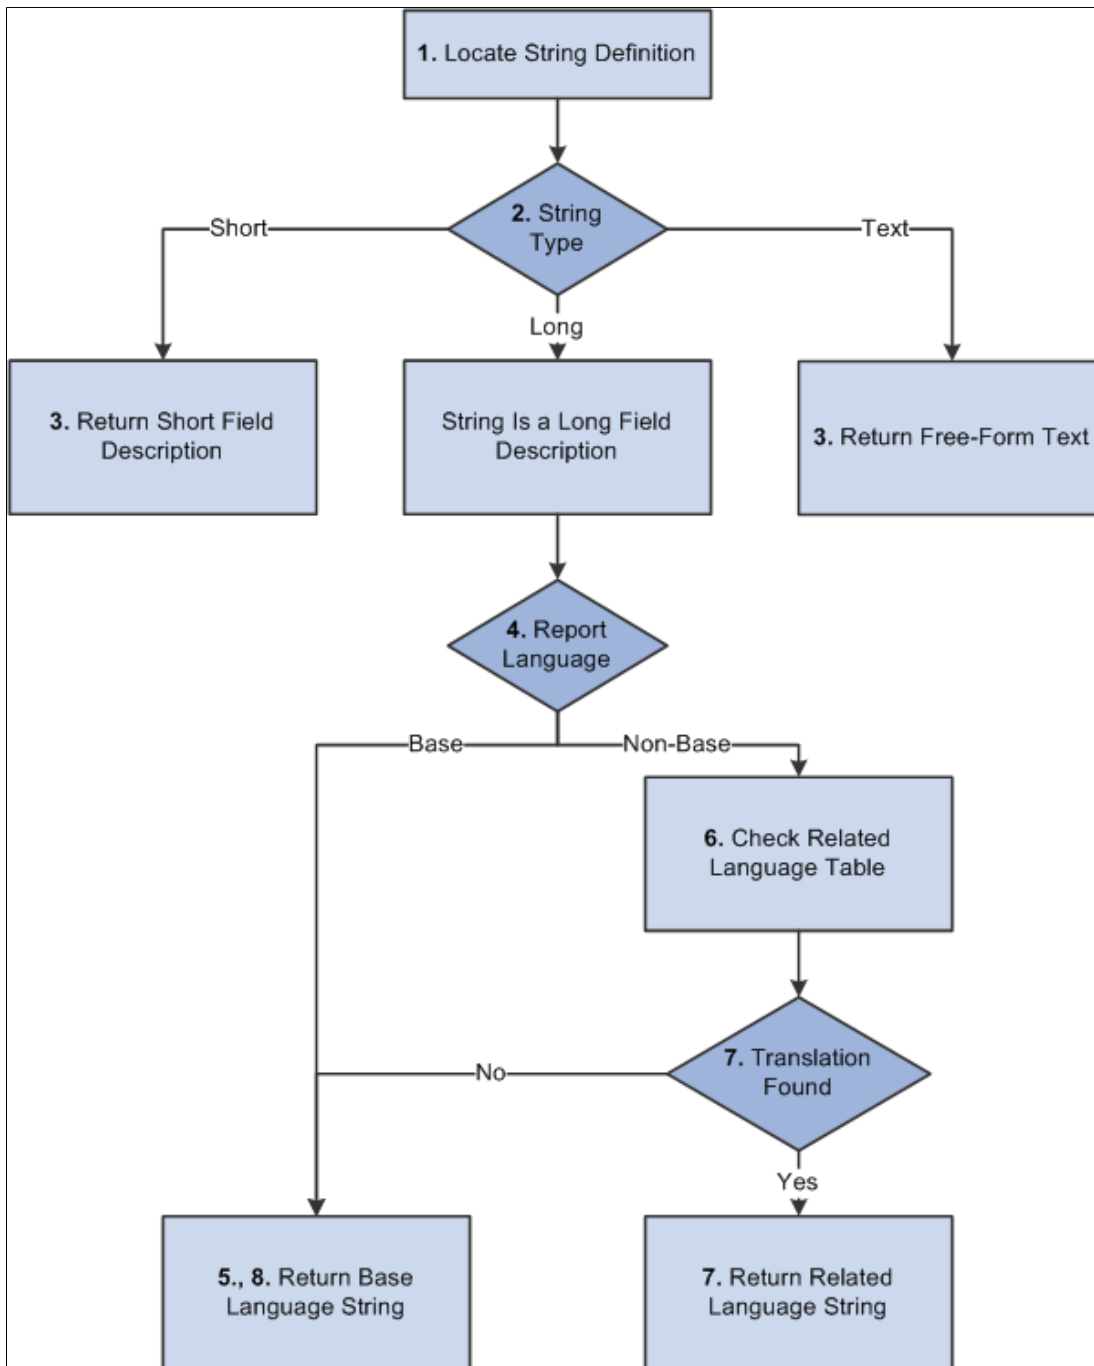 1. Locate String Definition
2. String
Type
Short
Text
Long
3. Return Short Field
Description
String Is a Long Field
Description
3. Return Free-Form Text
4. Report
Language
Base
Non-Base
6. Check Related
Language Table
7. Translation
Found
No
Yes
5., 8. Return Base
Language String
7. Return Related
Language String